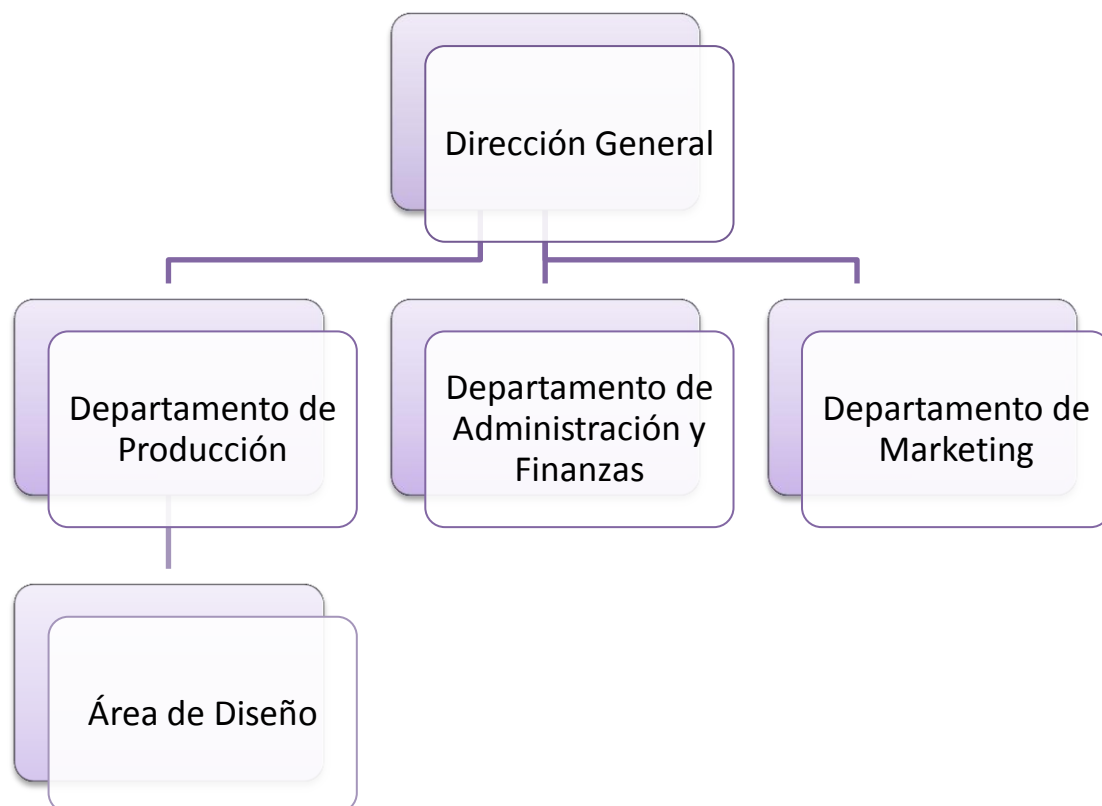 Dirección General
Departamento de
Producción
Departamento de
Administración y
Finanzas
Departamento de
Marketing
Área de Diseño